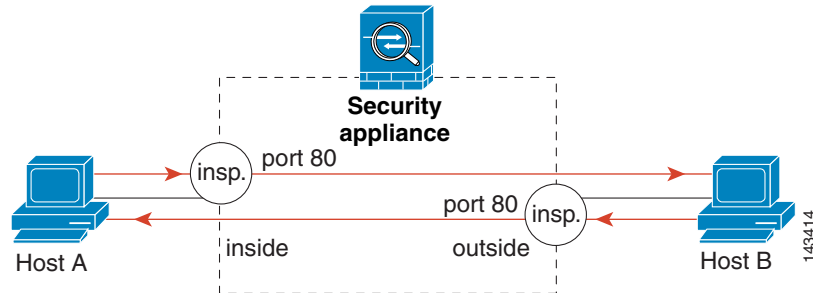 Security
appliance
insp.
port 80
port 80
insp.
inside
outside
Host A
Host B
143414